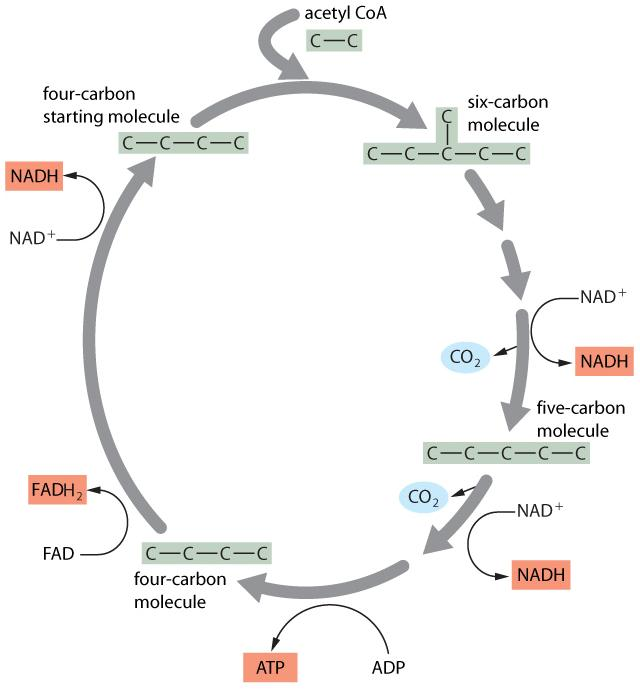 acetyl CoA
C—C
four-carbon
starting molecule
C—C—C—C
six-carbon
molecule
C
C—C—C—C—C
NADH
NAD⁺
NAD⁺
CO₂
NADH
five-carbon
molecule
C—C—C—C—C
CO₂
NAD⁺
NADH
FADH₂
FAD
C—C—C—C
four-carbon
molecule
ATP
ADP